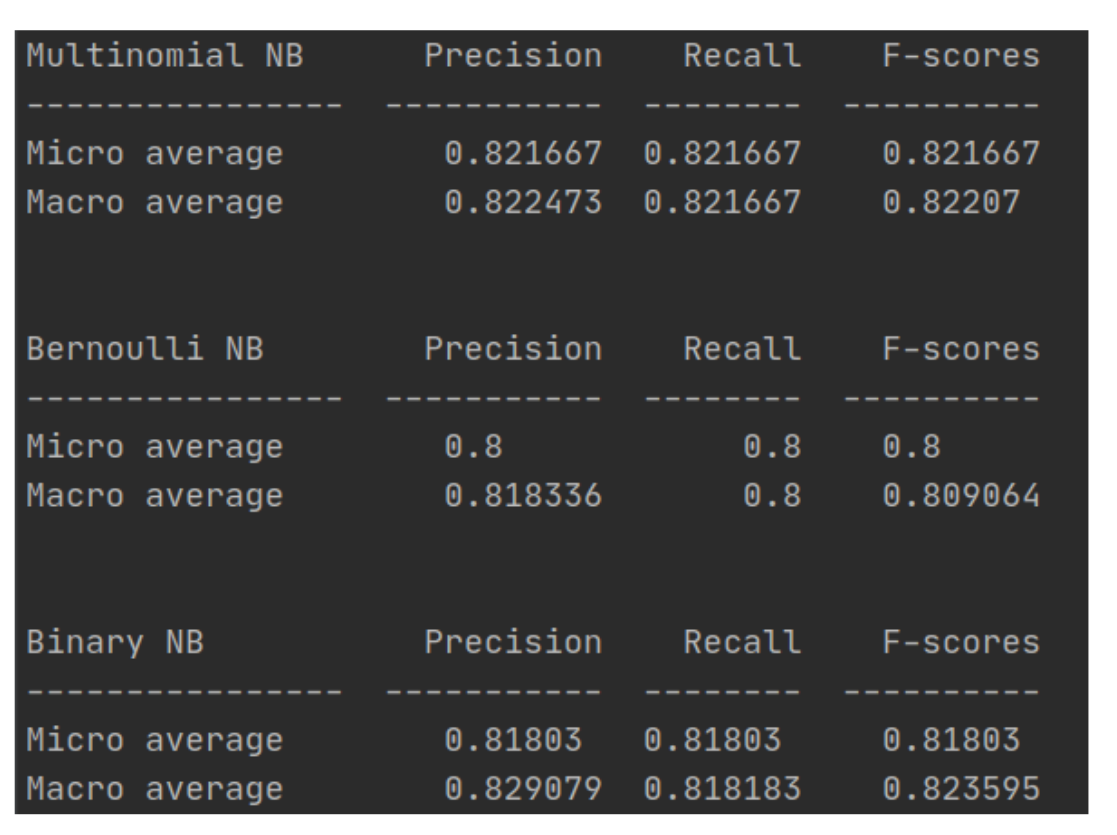 Multinomial NB Precision Recall F-scores
---------------- ----------- -------- ----------
Micro average 0.821667 0.821667 0.821667
Macro average 0.822473 0.821667 0.82207
Bernoulli NB Precision Recall F-scores
---------------- ----------- -------- ----------
Micro average 0.8 0.8 0.8
Macro average 0.818336 0.8 0.809064
Binary NB Precision Recall F-scores
---------------- ----------- -------- ----------
Micro average 0.81803 0.81803 0.81803
Macro average 0.829079 0.818183 0.823595